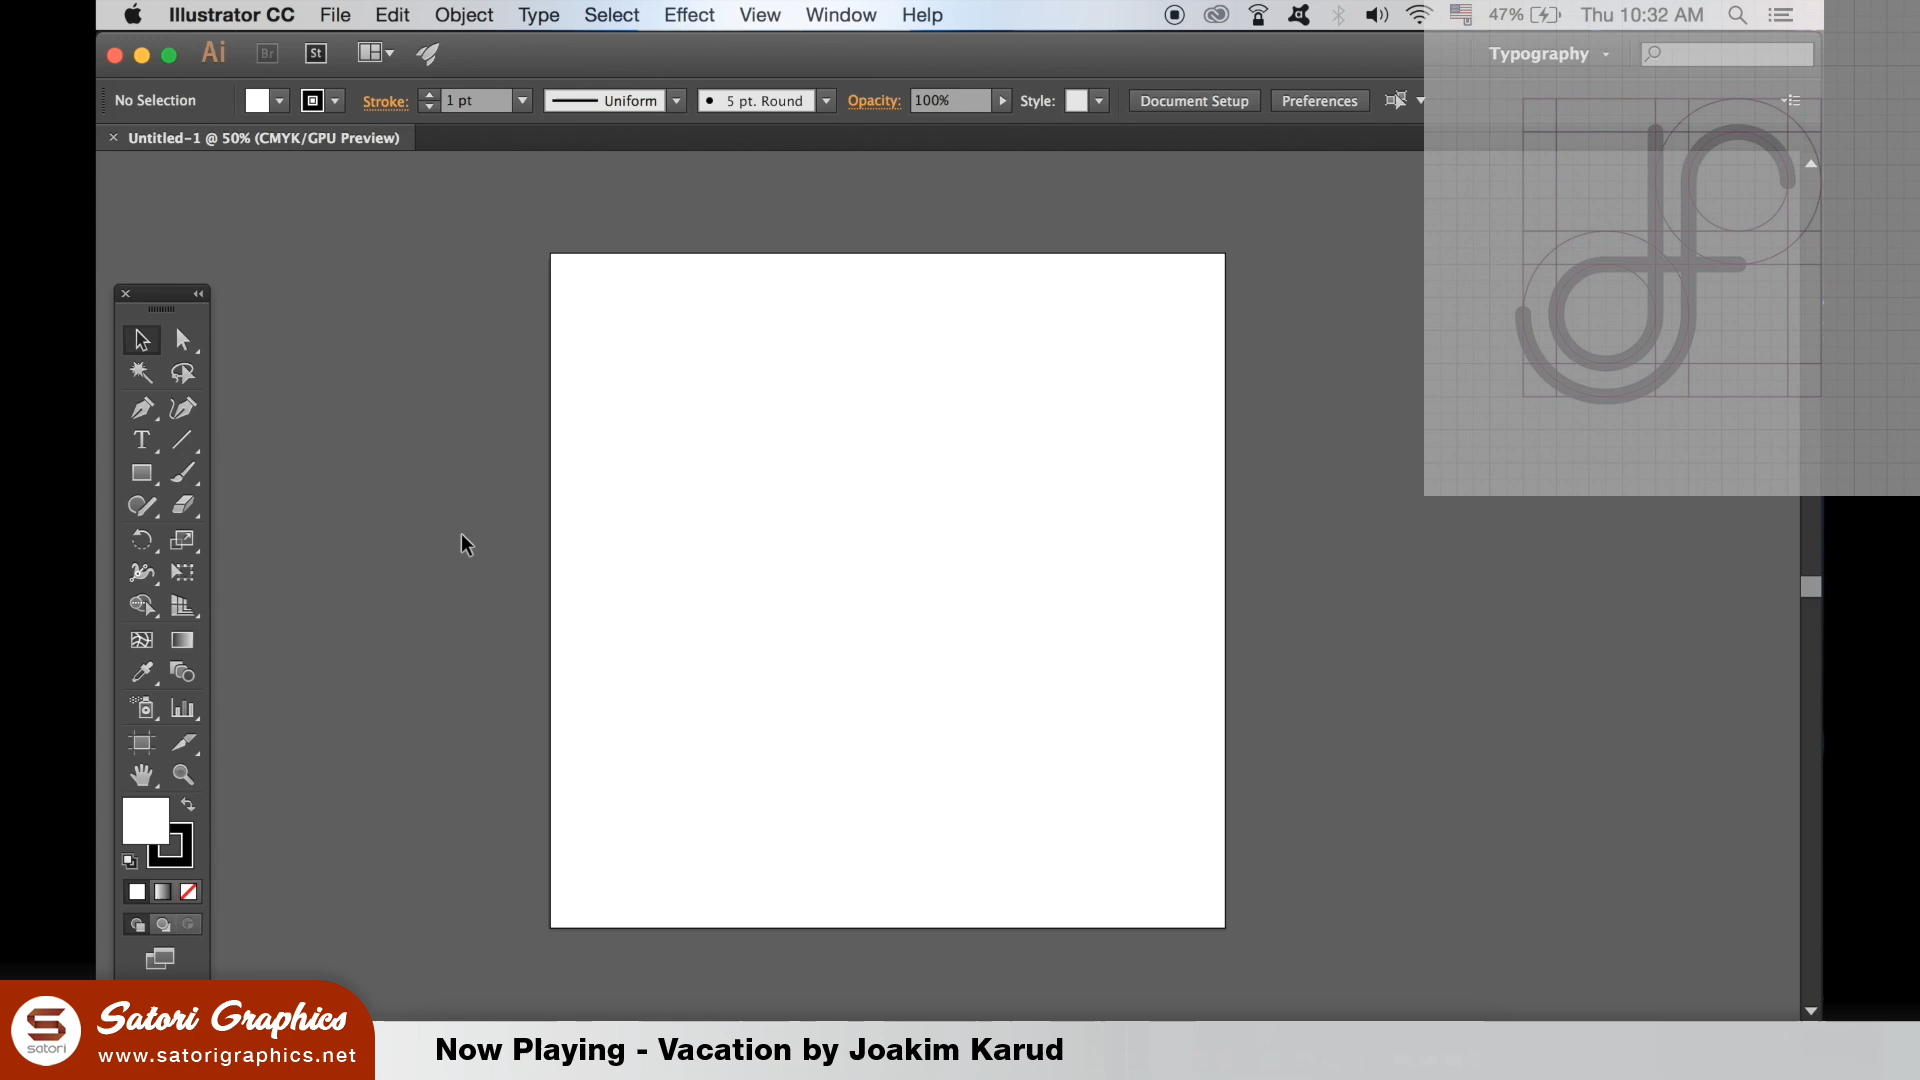 Illustrator CC File Edit Object Type Select Effect View Window Help 47% Thu 10:32 AM
Ai Br St Typography
No Selection Stroke: 1 pt Uniform 5 pt. Round Opacity: 100% Style: Document Setup Preferences
Untitled-1 @ 50% (CMYK/GPU Preview)
T
Satori Graphics
www.satorigraphics.net
satori
Now Playing - Vacation by Joakim Karud